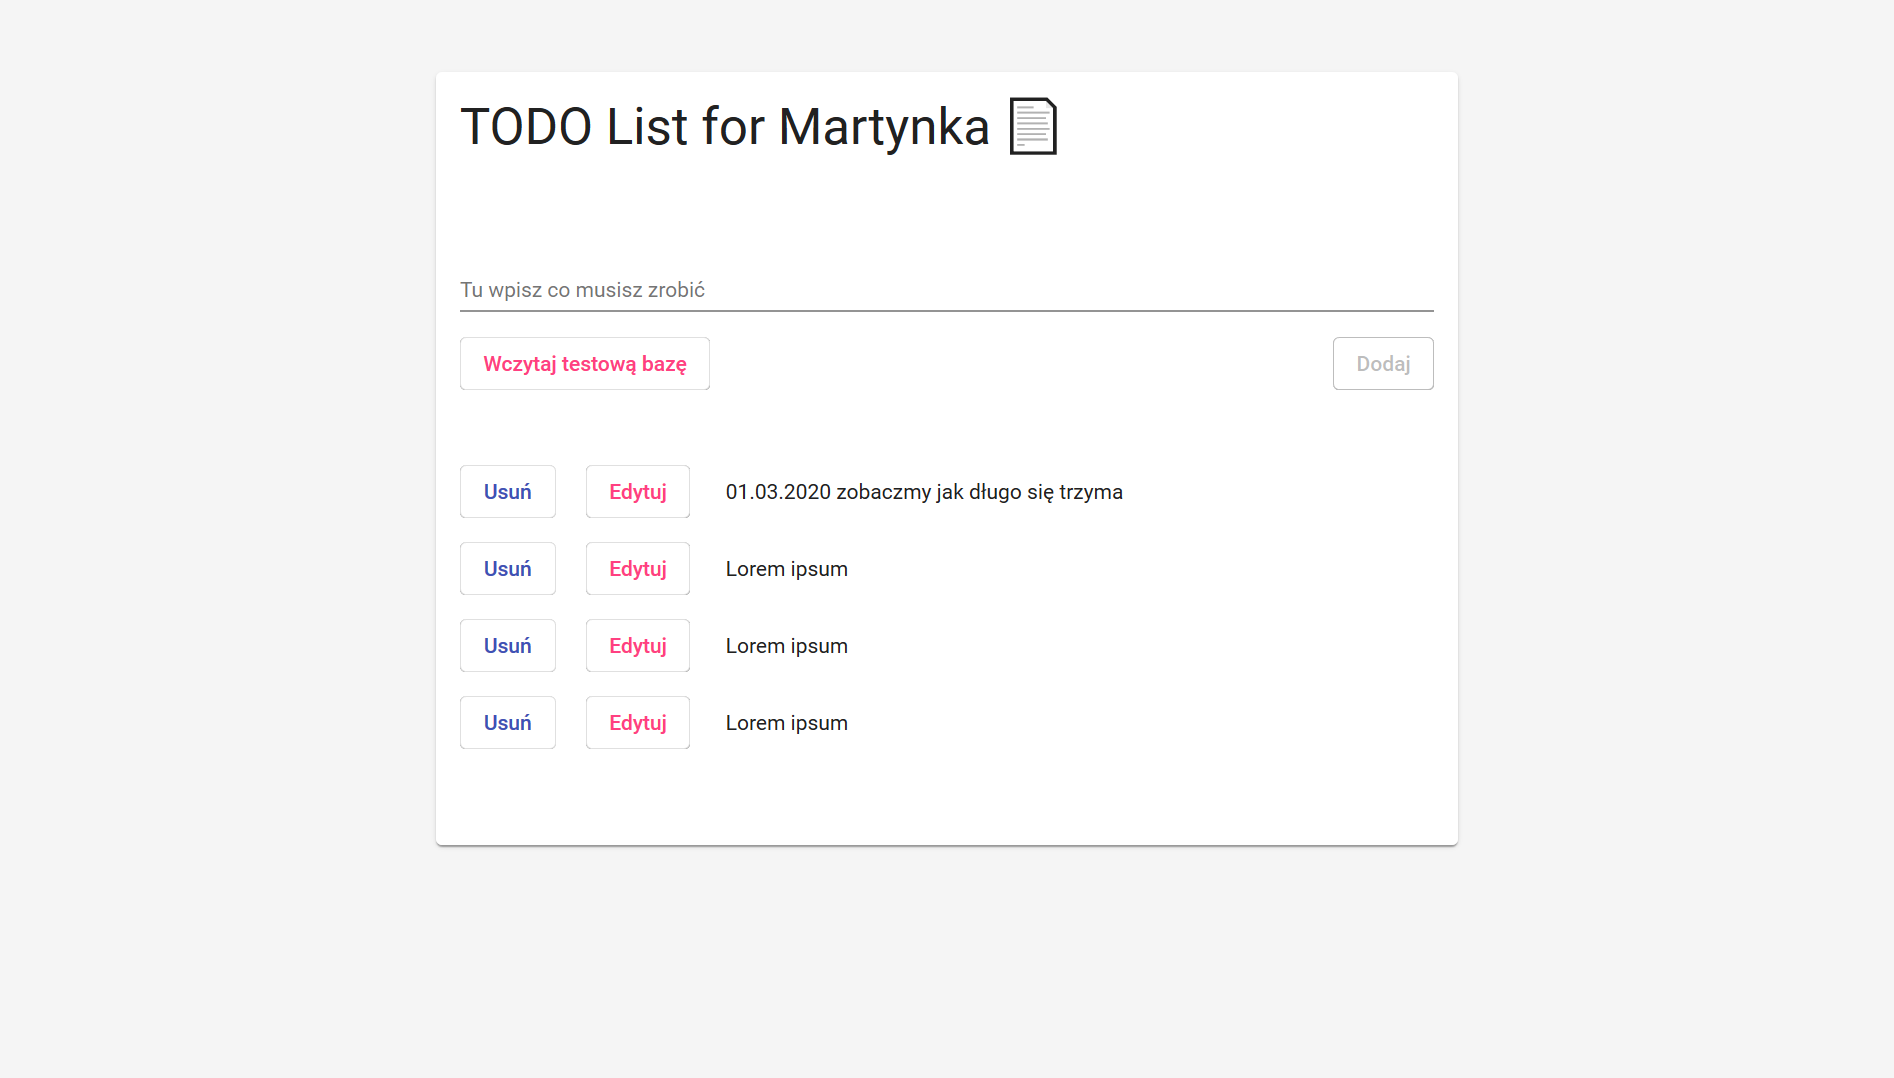 TODO List for Martynka
Tu wpisz co musisz zrobić
Wczytaj testową bazę
Dodaj
Usuń Edytuj 01.03.2020 zobaczmy jak długo się trzyma
Usuń Edytuj Lorem ipsum
Usuń Edytuj Lorem ipsum
Usuń Edytuj Lorem ipsum